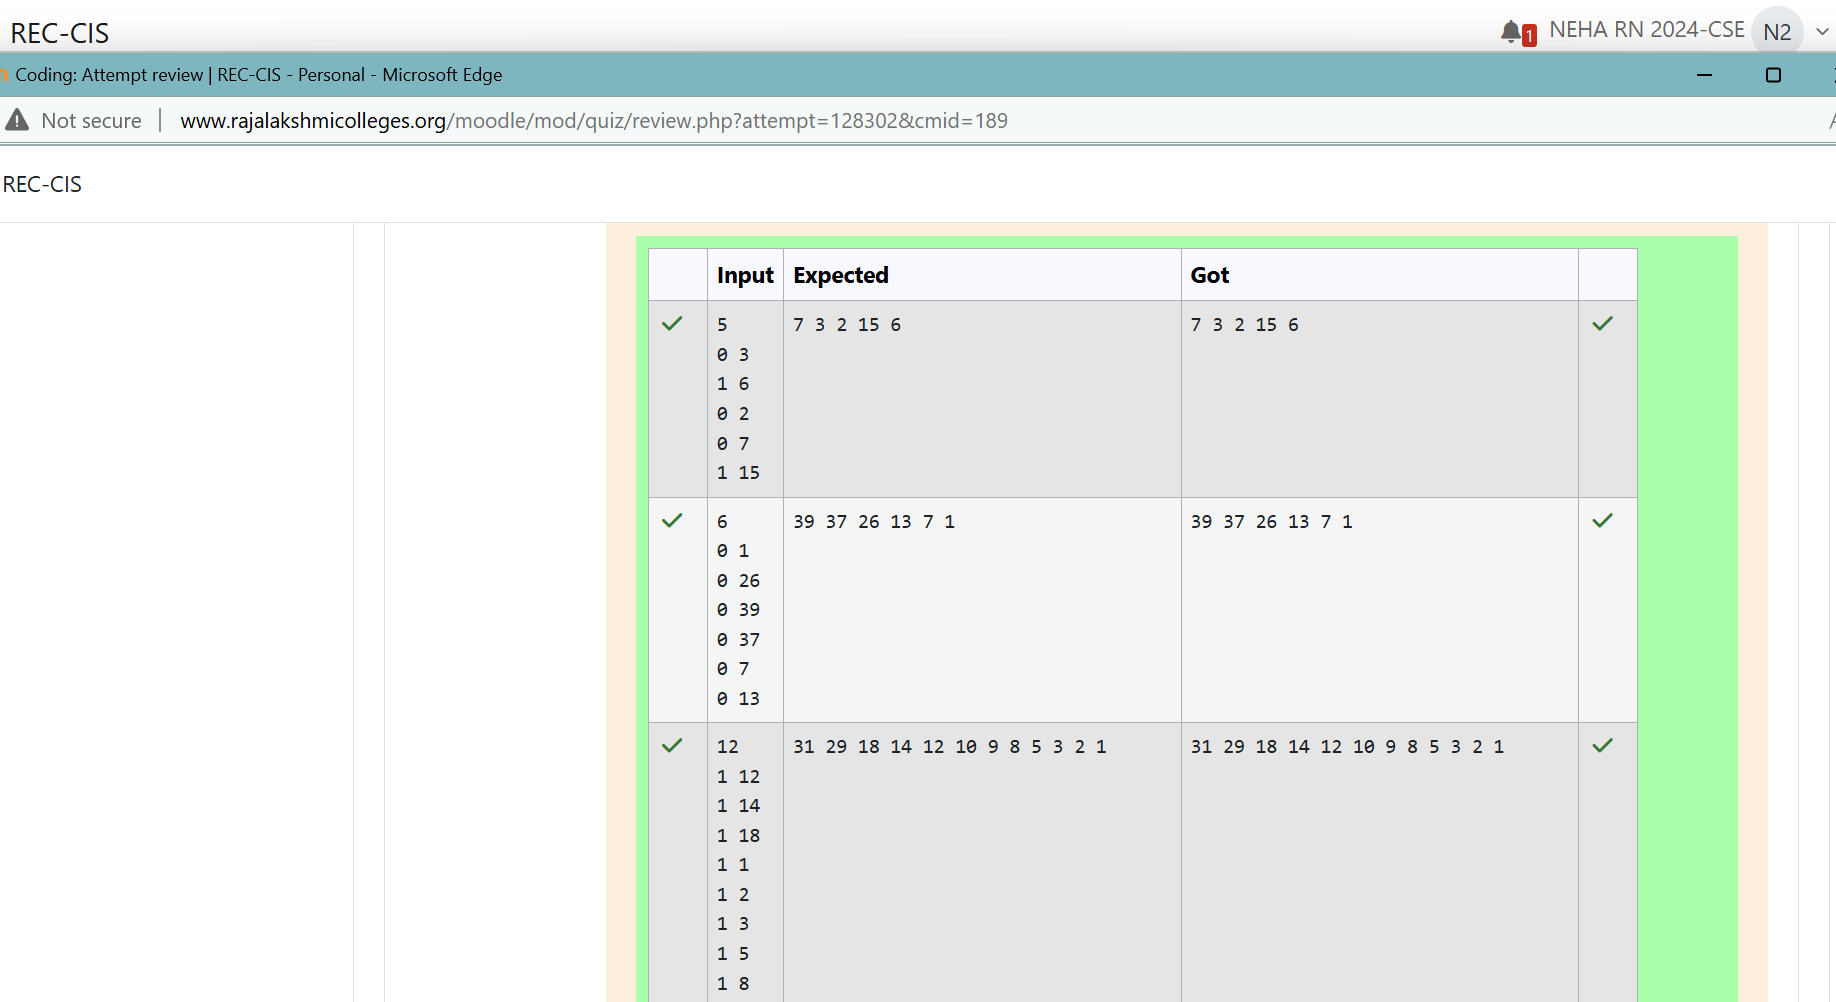 REC-CIS
1 NEHA RN 2024-CSE N2
Coding: Attempt review | REC-CIS - Personal - Microsoft Edge
Not secure www.rajalakshmicolleges.org/moodle/mod/quiz/review.php?attempt=128302&cmid=189
REC-CIS
Input Expected Got
5 7 3 2 15 6 7 3 2 15 6
0 3
1 6
0 2
0 7
1 15
6 39 37 26 13 7 1 39 37 26 13 7 1
0 1
0 26
0 39
0 37
0 7
0 13
12 31 29 18 14 12 10 9 8 5 3 2 1 31 29 18 14 12 10 9 8 5 3 2 1
1 12
1 14
1 18
1 1
1 2
1 3
1 5
1 8